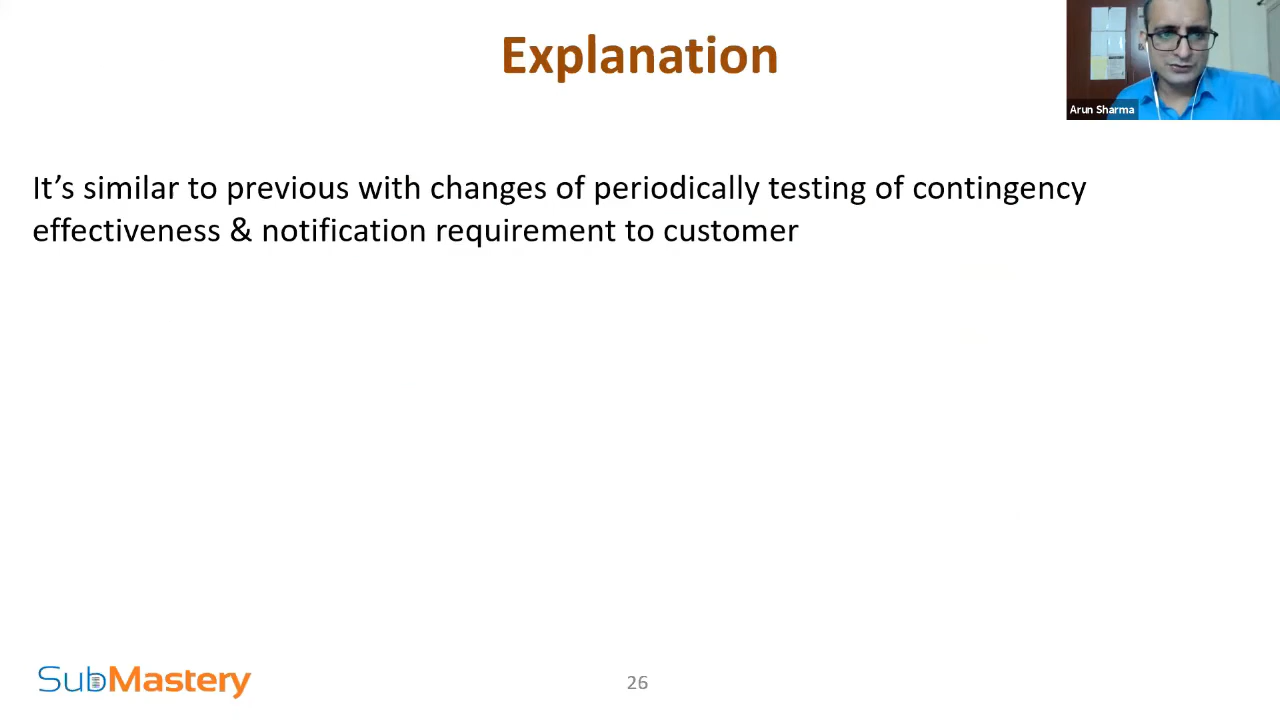 Explanation
Arun Sharma
It’s similar to previous with changes of periodically testing of contingency
effectiveness & notification requirement to customer
SubMastery
26